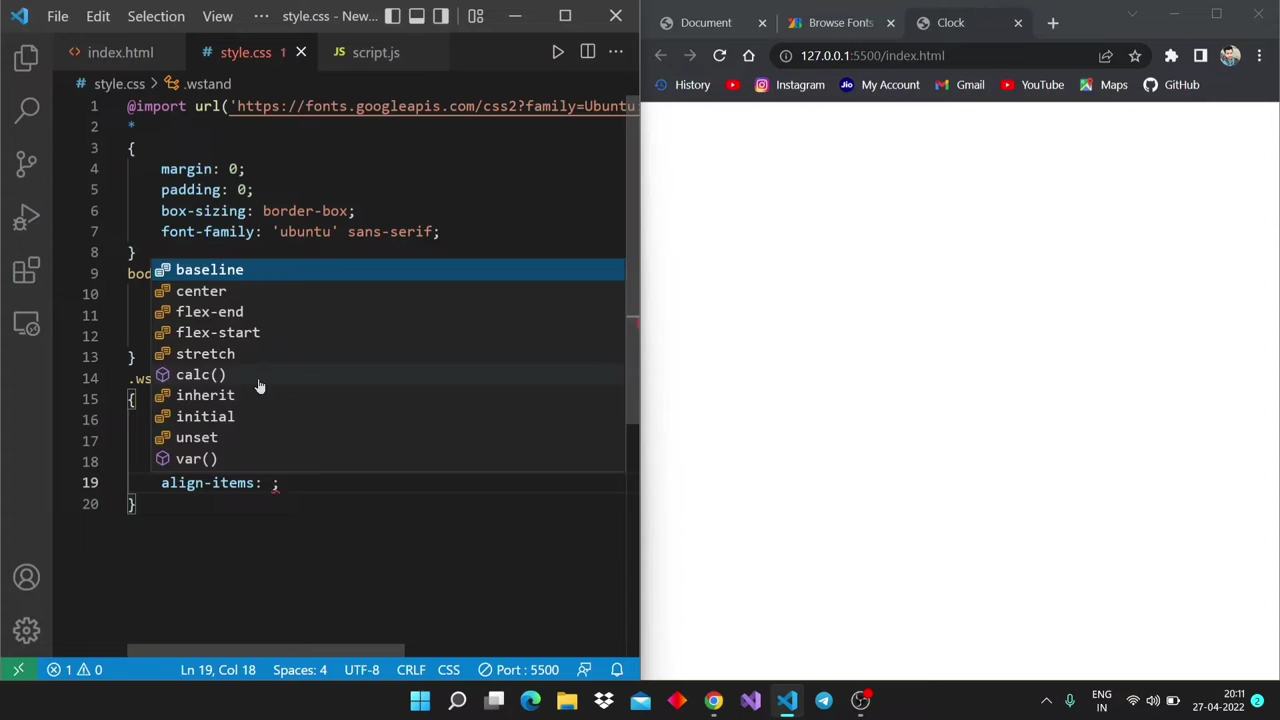 File Edit Selection View ··· style.css - New...
index.html # style.css 1 JS script.js
# style.css > .wstand
1 @import url('https://fonts.googleapis.com/css2?family=Ubuntu:
2 *
3 {
4 margin: 0;
5 padding: 0;
6 box-sizing: border-box;
7 font-family: 'ubuntu' sans-serif;
8 }
9 bod
baseline
10 center
11 flex-end
12 flex-start
13 } stretch
14 .ws calc()
15 { inherit
16 initial
17 unset
18 var()
19 align-items: ;
20 }
1 0 Ln 19, Col 18 Spaces: 4 UTF-8 CRLF CSS Port : 5500
Document Browse Fonts Clock
127.0.0.1:5500/index.html
History Instagram Jio My Account Gmail YouTube Maps GitHub
ENG
IN
20:11
27-04-2022
2